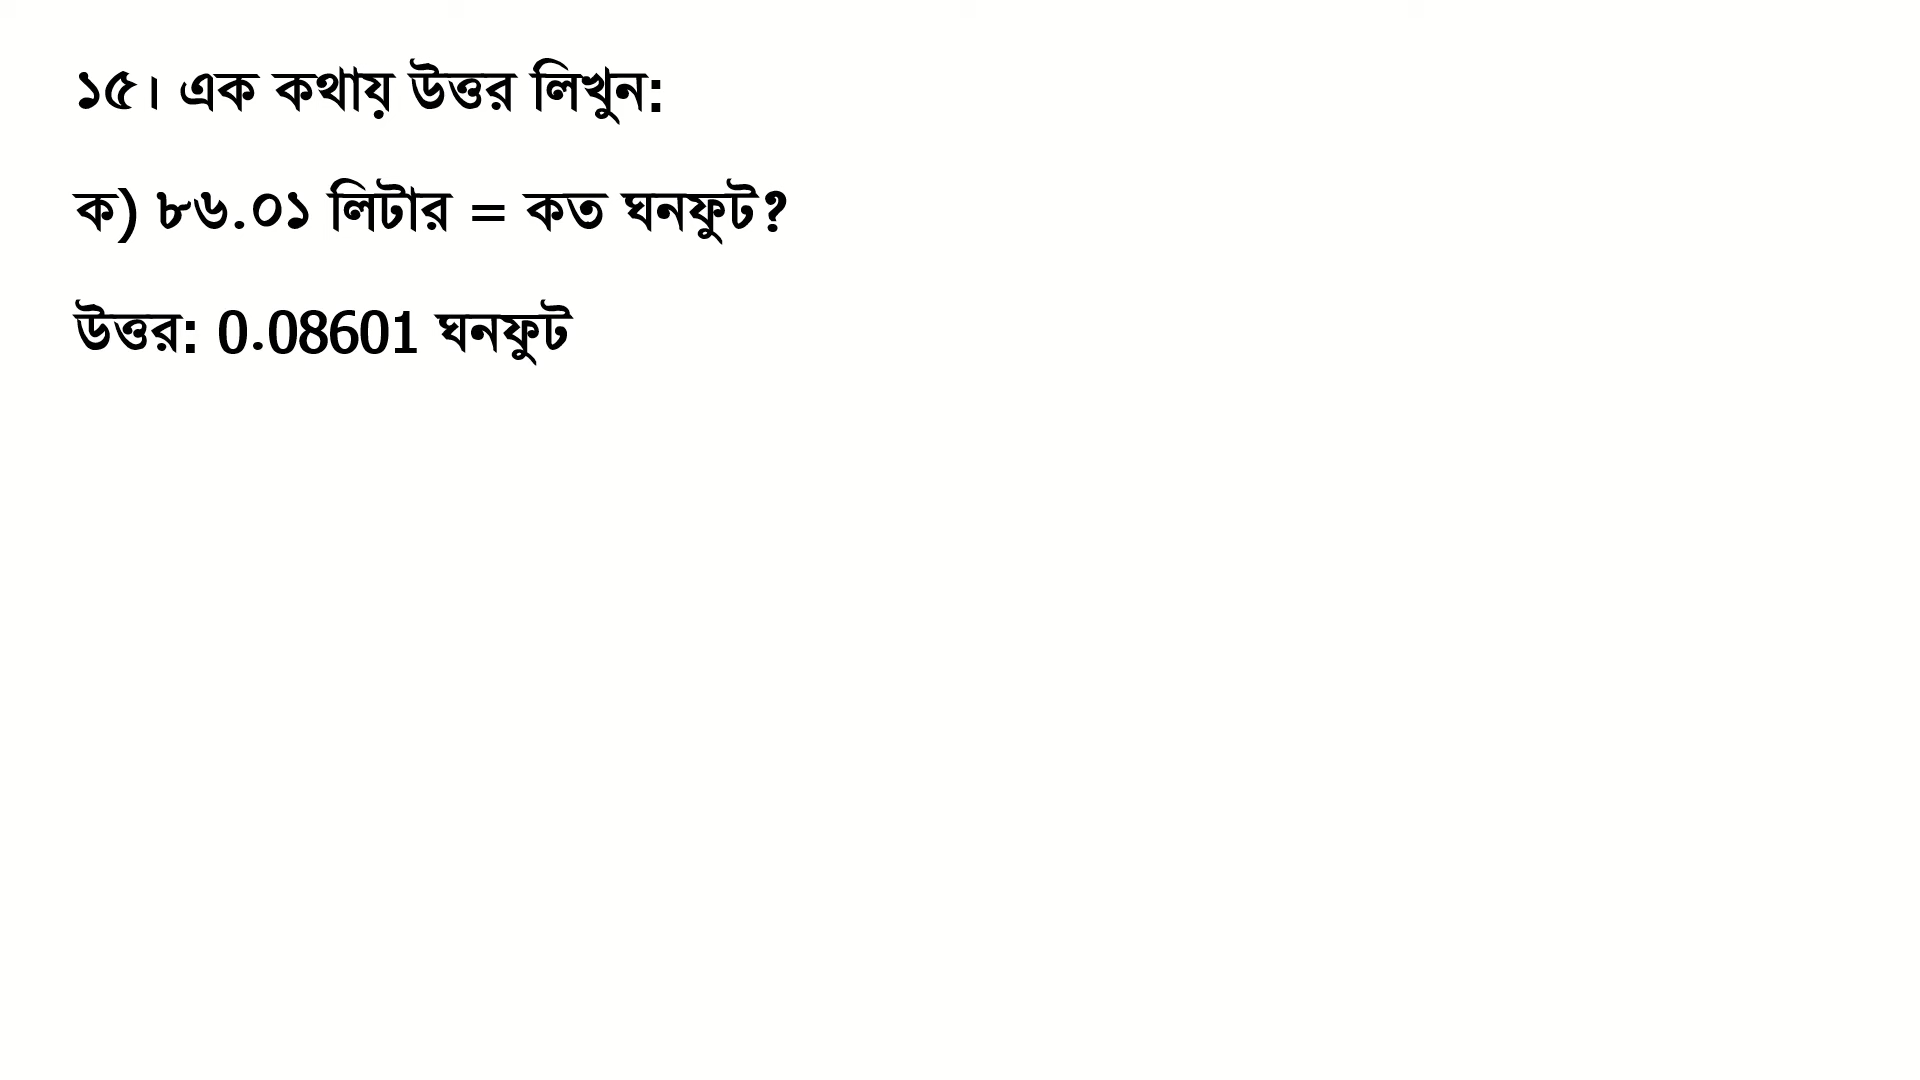 ১৫। এক কথায় উত্তর লিখুন:
ক) ৮৬.০১ লিটার = কত ঘনফুট?
উত্তর: 0.08601 ঘনফুট